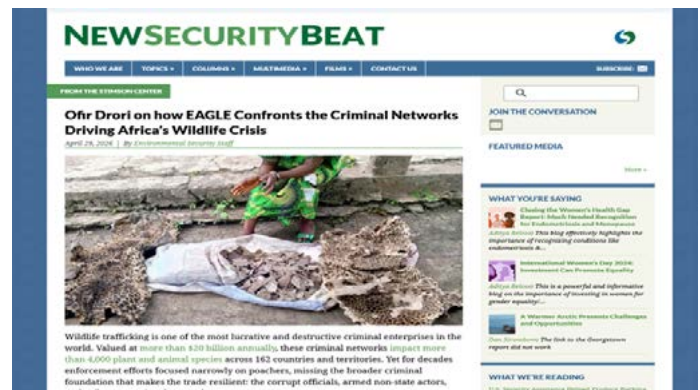 NEWSECURITYBEAT
WHO WE ARE TOPICS » COLUMNS » MULTIMEDIA » FILMS » CONTACT US SUBSCRIBE:
FROM THE STIMSON CENTER
Ofir Drori on how EAGLE Confronts the Criminal Networks
Driving Africa's Wildlife Crisis
April 29, 2026 | By Environmental Security Staff
Wildlife trafficking is one of the most lucrative and destructive criminal enterprises in the
world. Valued at more than $20 billion annually, these criminal networks impact more
than 4,000 plant and animal species across 162 countries and territories. Yet for decades
enforcement efforts focused narrowly on poachers, missing the broader criminal
foundation that makes the trade resilient: the corrupt officials, armed non-state actors,
JOIN THE CONVERSATION
FEATURED MEDIA
More »
WHAT YOU'RE SAYING
Closing the Women's Health Gap
Report: Much Needed Recognition
for Endometriosis and Menopause
Aditya Belose: This blog effectively highlights the
importance of recognizing conditions like
endometriosis &...
International Women's Day 2024:
Investment Can Promote Equality
Aditya Belose: This is a powerful and informative
blog on the importance of investing in women for
gender equality!...
A Warmer Arctic Presents Challenges
and Opportunities
Dan Strombom: The link to the Georgetown
report did not work
WHAT WE'RE READING